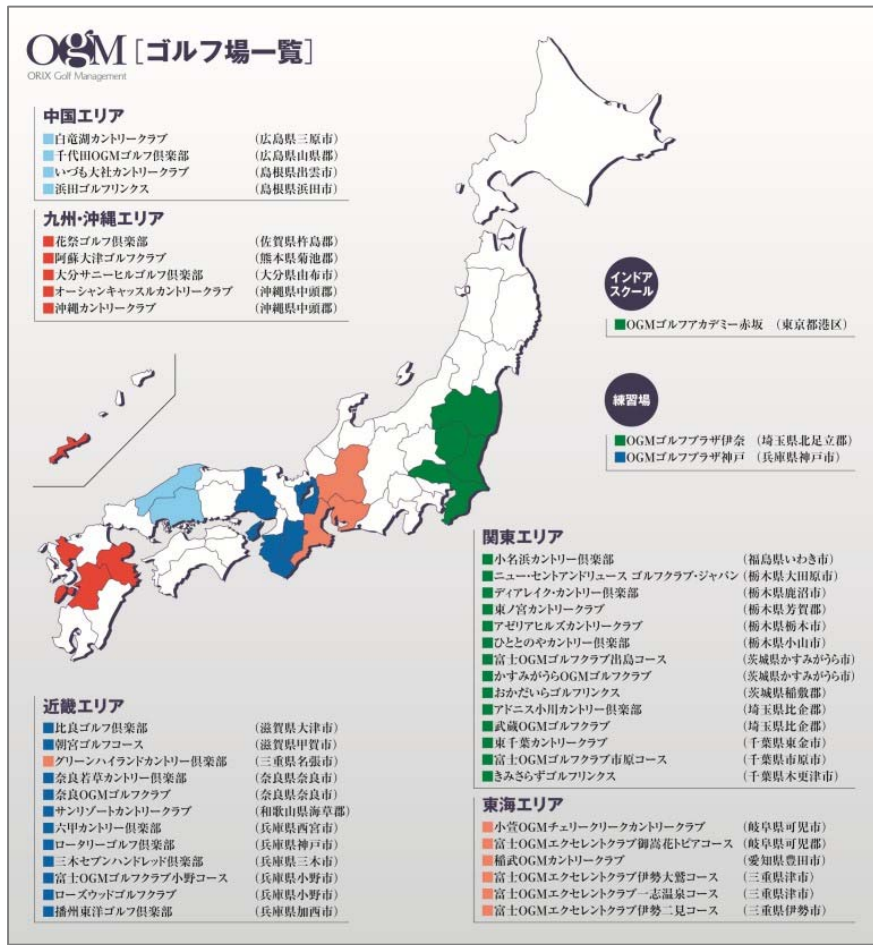 OGM[ゴルフ場一覧]
ORIX Golf Management
中国エリア
白竜湖カントリークラブ (広島県三原市)
千代田OGMゴルフ倶楽部 (広島県山県郡)
いづも大社カントリークラブ (島根県出雲市)
浜田ゴルフリンクス (島根県浜田市)
九州・沖縄エリア
花祭ゴルフ倶楽部 (佐賀県杵島郡)
阿蘇大津ゴルフクラブ (熊本県菊池郡)
大分サニーヒルゴルフ倶楽部 (大分県由布市)
オーシャンキャッスルカントリークラブ (沖縄県中頭郡)
沖縄カントリークラブ (沖縄県中頭郡)
インドア
スクール
OGMゴルフアカデミー赤坂 (東京都港区)
練習場
OGMゴルフプラザ伊奈 (埼玉県北足立郡)
OGMゴルフプラザ神戸 (兵庫県神戸市)
関東エリア
小名浜カントリー倶楽部 (福島県いわき市)
ニュー・セントアンドリュース ゴルフクラブ・ジャパン (栃木県大田原市)
ディアレイク・カントリー倶楽部 (栃木県鹿沼市)
東ノ宮カントリークラブ (栃木県芳賀郡)
アゼリアヒルズカントリークラブ (栃木県栃木市)
ひととのやカントリー倶楽部 (栃木県小山市)
富士OGMゴルフクラブ出島コース (茨城県かすみがうら市)
かすみがうらOGMゴルフクラブ (茨城県かすみがうら市)
おかだいらゴルフリンクス (茨城県稲敷郡)
アドニス小川カントリー倶楽部 (埼玉県比企郡)
武蔵OGMゴルフクラブ (埼玉県比企郡)
東千葉カントリークラブ (千葉県東金市)
富士OGMゴルフクラブ市原コース (千葉県市原市)
きみさらずゴルフリンクス (千葉県木更津市)
近畿エリア
比良ゴルフ倶楽部 (滋賀県大津市)
朝宮ゴルフコース (滋賀県甲賀市)
グリーンハイランドカントリー倶楽部 (三重県名張市)
奈良若草カントリー倶楽部 (奈良県奈良市)
奈良OGMゴルフクラブ (奈良県奈良市)
サンリゾートカントリークラブ (和歌山県海草郡)
六甲カントリー倶楽部 (兵庫県西宮市)
ロータリーゴルフ倶楽部 (兵庫県神戸市)
三木セブンハンドレッド倶楽部 (兵庫県三木市)
富士OGMゴルフクラブ小野コース (兵庫県小野市)
ローズウッドゴルフクラブ (兵庫県小野市)
播州東洋ゴルフ倶楽部 (兵庫県加西市)
東海エリア
小萱OGMチェリークリークカントリークラブ (岐阜県可児市)
富士OGMエクセレントクラブ御嵩花トピアコース (岐阜県可児郡)
稲武OGMカントリークラブ (愛知県豊田市)
富士OGMエクセレントクラブ伊勢大鷲コース (三重県津市)
富士OGMエクセレントクラブ一志温泉コース (三重県津市)
富士OGMエクセレントクラブ伊勢二見コース (三重県伊勢市)